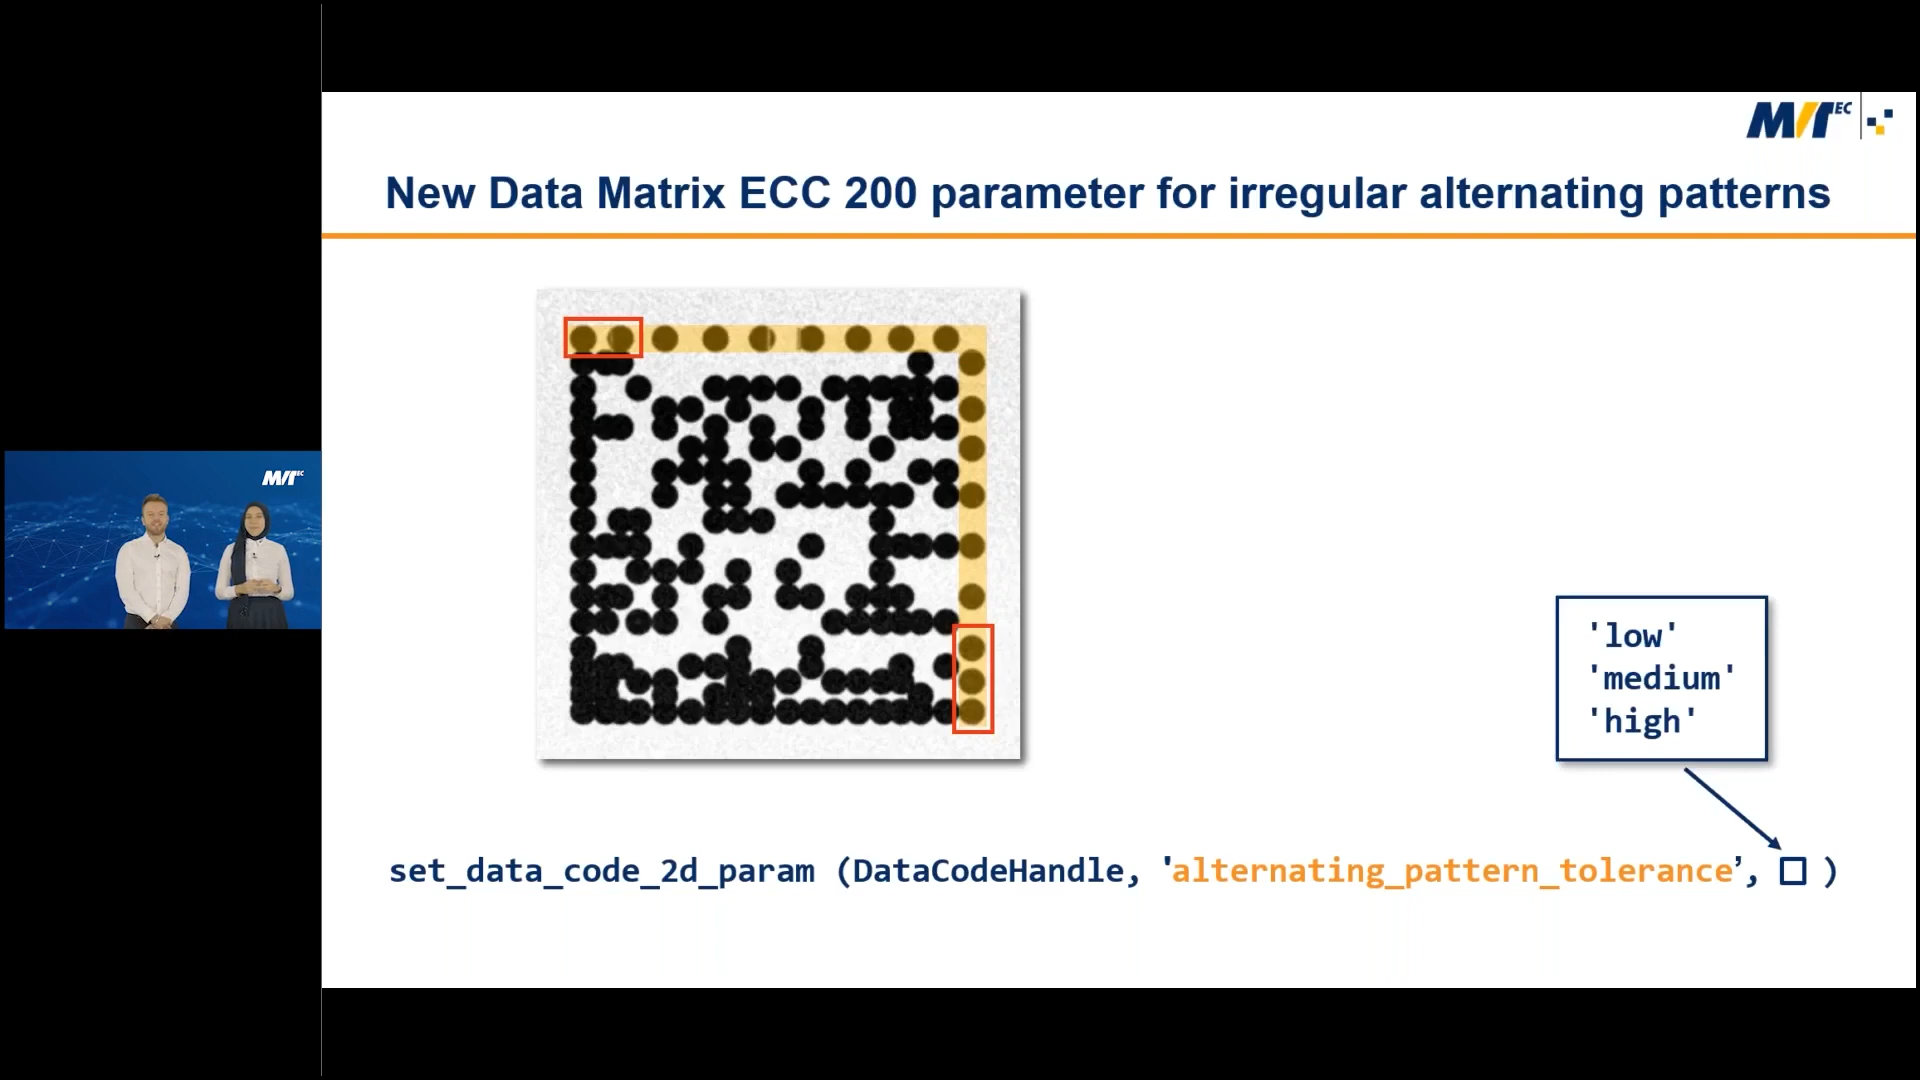 MVTEC
New Data Matrix ECC 200 parameter for irregular alternating patterns
MVTEC
'low'
'medium'
'high'
set_data_code_2d_param (DataCodeHandle, 'alternating_pattern_tolerance’, )